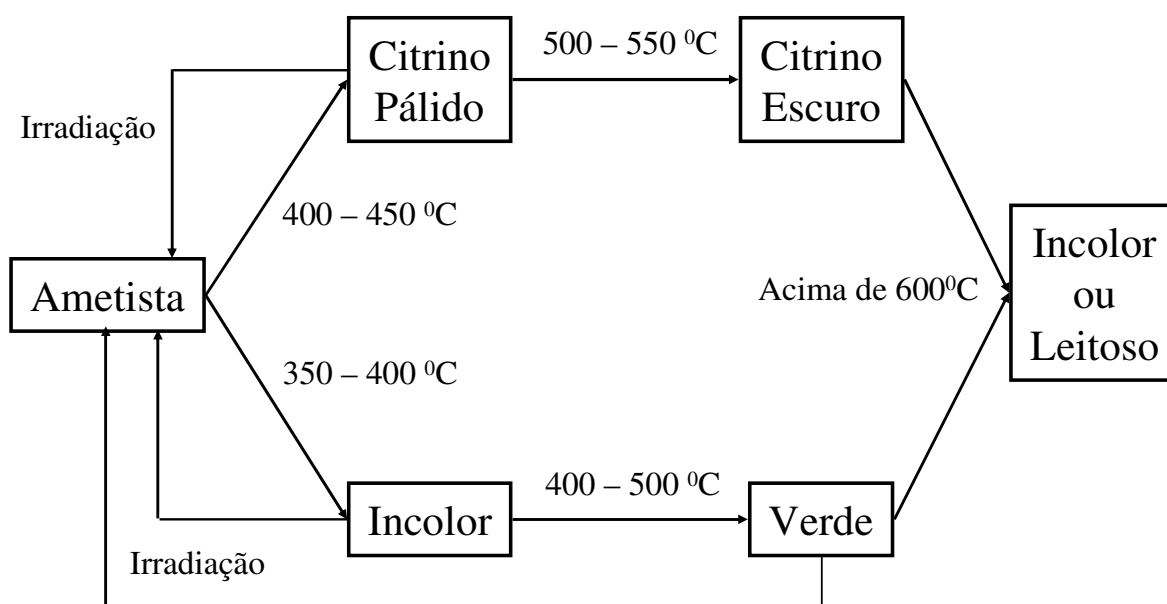 Citrino
Pálido
500 – 550 ⁰C
Citrino
Escuro
Irradiação
400 – 450 ⁰C
Ametista
Acima de 600⁰C
Incolor
ou
Leitoso
350 – 400 ⁰C
Incolor
400 – 500 ⁰C
Verde
Irradiação